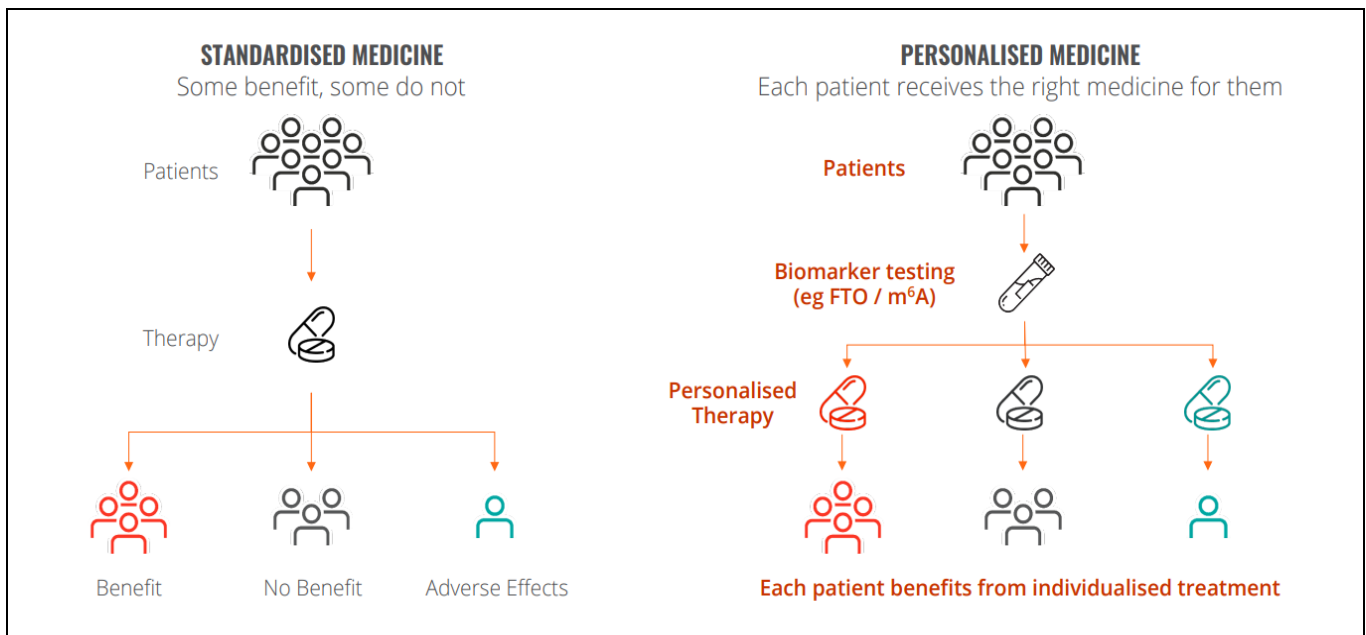 STANDARDISED MEDICINE
Some benefit, some do not
Patients
Therapy
Benefit
No Benefit
Adverse Effects
PERSONALISED MEDICINE
Each patient receives the right medicine for them
Patients
Biomarker testing
(eg FTO / m⁶A)
Personalised
Therapy
Each patient benefits from individualised treatment